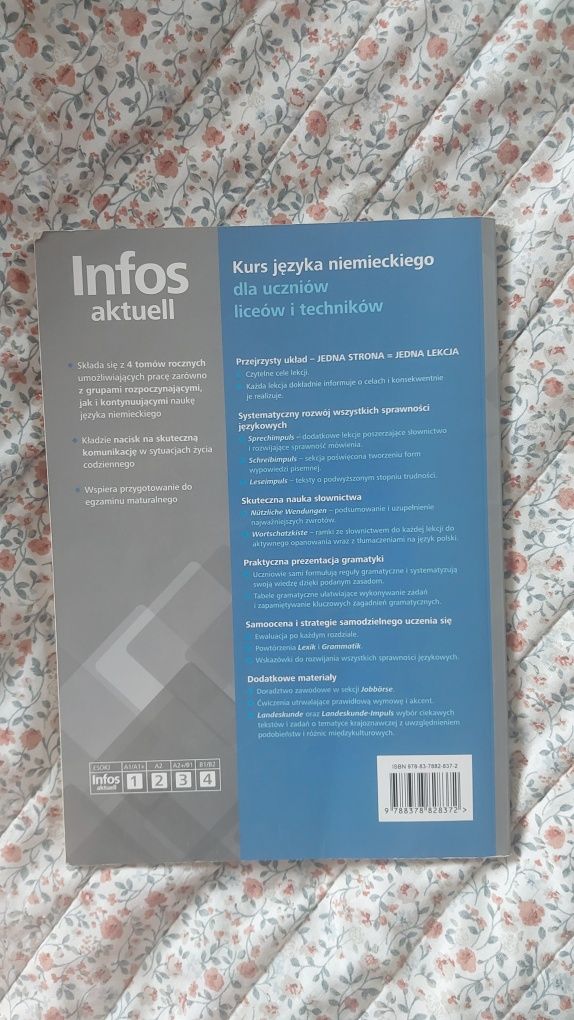 Infos
aktuell
Składa się z 4 tomów rocznych
umożliwiających pracę zarówno
z grupami rozpoczynającymi,
jak i kontynuującymi naukę
języka niemieckiego
Kładzie nacisk na skuteczną
komunikację w sytuacjach życia
codziennego
Wspiera przygotowanie do
egzaminu maturalnego
ESOKJ A1/A1+ A2 A2+/B1 B1/B2
Infos aktuell 1 2 3 4
Kurs języka niemieckiego
dla uczniów
liceów i techników
Przejrzysty układ – JEDNA STRONA = JEDNA LEKCJA
Czytelne cele lekcji.
Każda lekcja dokładnie informuje o celach i konsekwentnie
je realizuje.
Systematyczny rozwój wszystkich sprawności
językowych
Sprechimpuls – dodatkowe lekcje poszerzające słownictwo
i rozwijające sprawność mówienia.
Schreibimpuls – sekcja poświęcona tworzeniu form
wypowiedzi pisemnej.
Leseimpuls – teksty o podwyższonym stopniu trudności.
Skuteczna nauka słownictwa
Nützliche Wendungen – podsumowanie i uzupełnienie
najważniejszych zwrotów.
Wortschatzkiste – ramki ze słownictwem do każdej lekcji do
aktywnego opanowania wraz z tłumaczeniami na język polski.
Praktyczna prezentacja gramatyki
Uczniowie sami formułują reguły gramatyczne i systematyzują
swoją wiedzę dzięki podanym zasadom.
Tabele gramatyczne ułatwiające wykonywanie zadań
i zapamiętywanie kluczowych zagadnień gramatycznych.
Samoocena i strategie samodzielnego uczenia się
Ewaluacja po każdym rozdziale.
Powtórzenia Lexik i Grammatik.
Wskazówki do rozwijania wszystkich sprawności językowych.
Dodatkowe materiały
Doradztwo zawodowe w sekcji Jobbörse.
Ćwiczenia utrwalające prawidłową wymowę i akcent.
Landeskunde oraz Landeskunde-Impuls wybór ciekawych
tekstów i zadań o tematyce krajoznawczej z uwzględnieniem
podobieństw i różnic międzykulturowych.
ISBN 978-83-7882-837-2
9 788378 828372 >